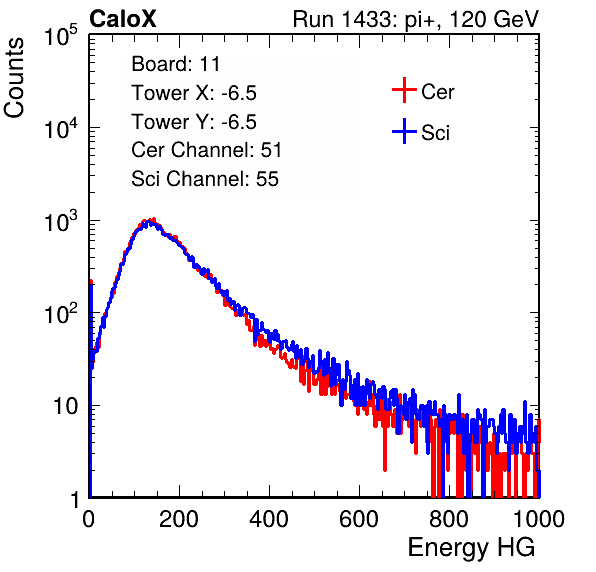 CaloX Run 1433: pi+, 120 GeV
Counts
10^5
10^4
10^3
10^2
10
1
Board: 11
Tower X: -6.5
Tower Y: -6.5
Cer Channel: 51
Sci Channel: 55
Cer
Sci
0 200 400 600 800 1000
Energy HG